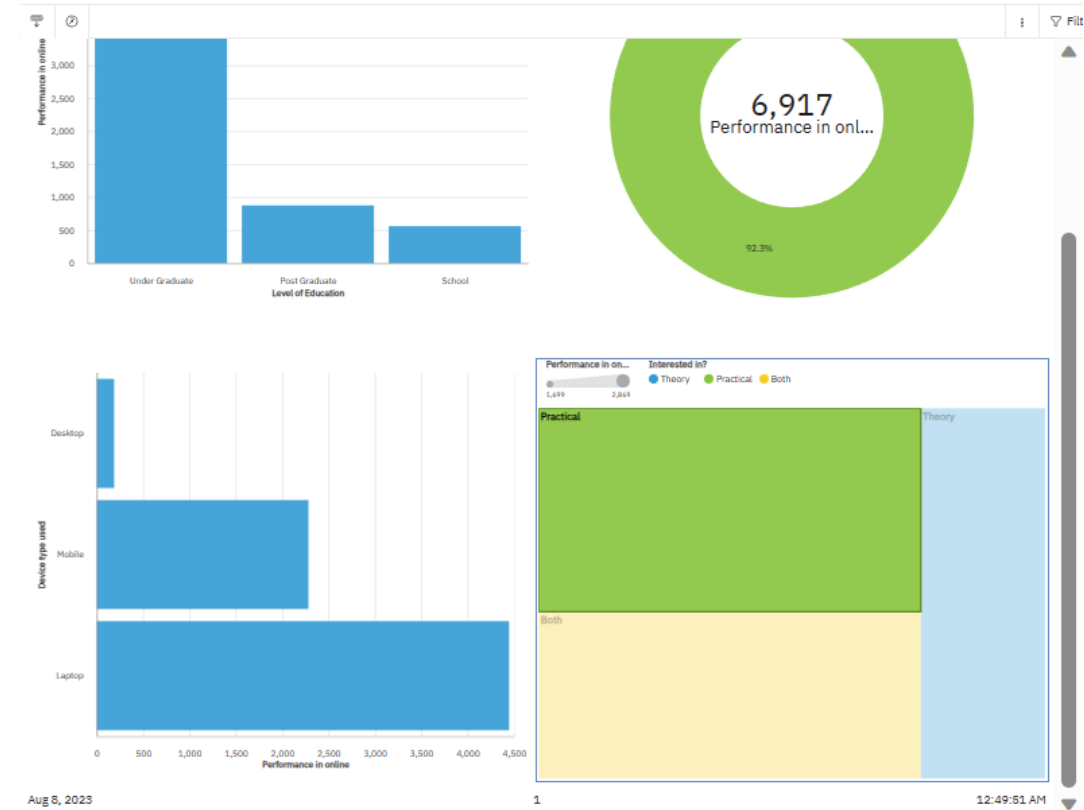 Filt
Performance in online
3,000
2,500
2,000
1,500
1,000
500
0
Under Graduate
Post Graduate
School
Level of Education
6,917
Performance in onl...
92.3%
Device type used
Desktop
Mobile
Laptop
0
500
1,000
1,500
2,000
2,500
3,000
3,500
4,000
4,500
Performance in online
Performance in on...
1,699
Interested in?
Theory
Practical
Both
Practical
Theory
Both
Aug 8, 2023
1
12:49:51 AM